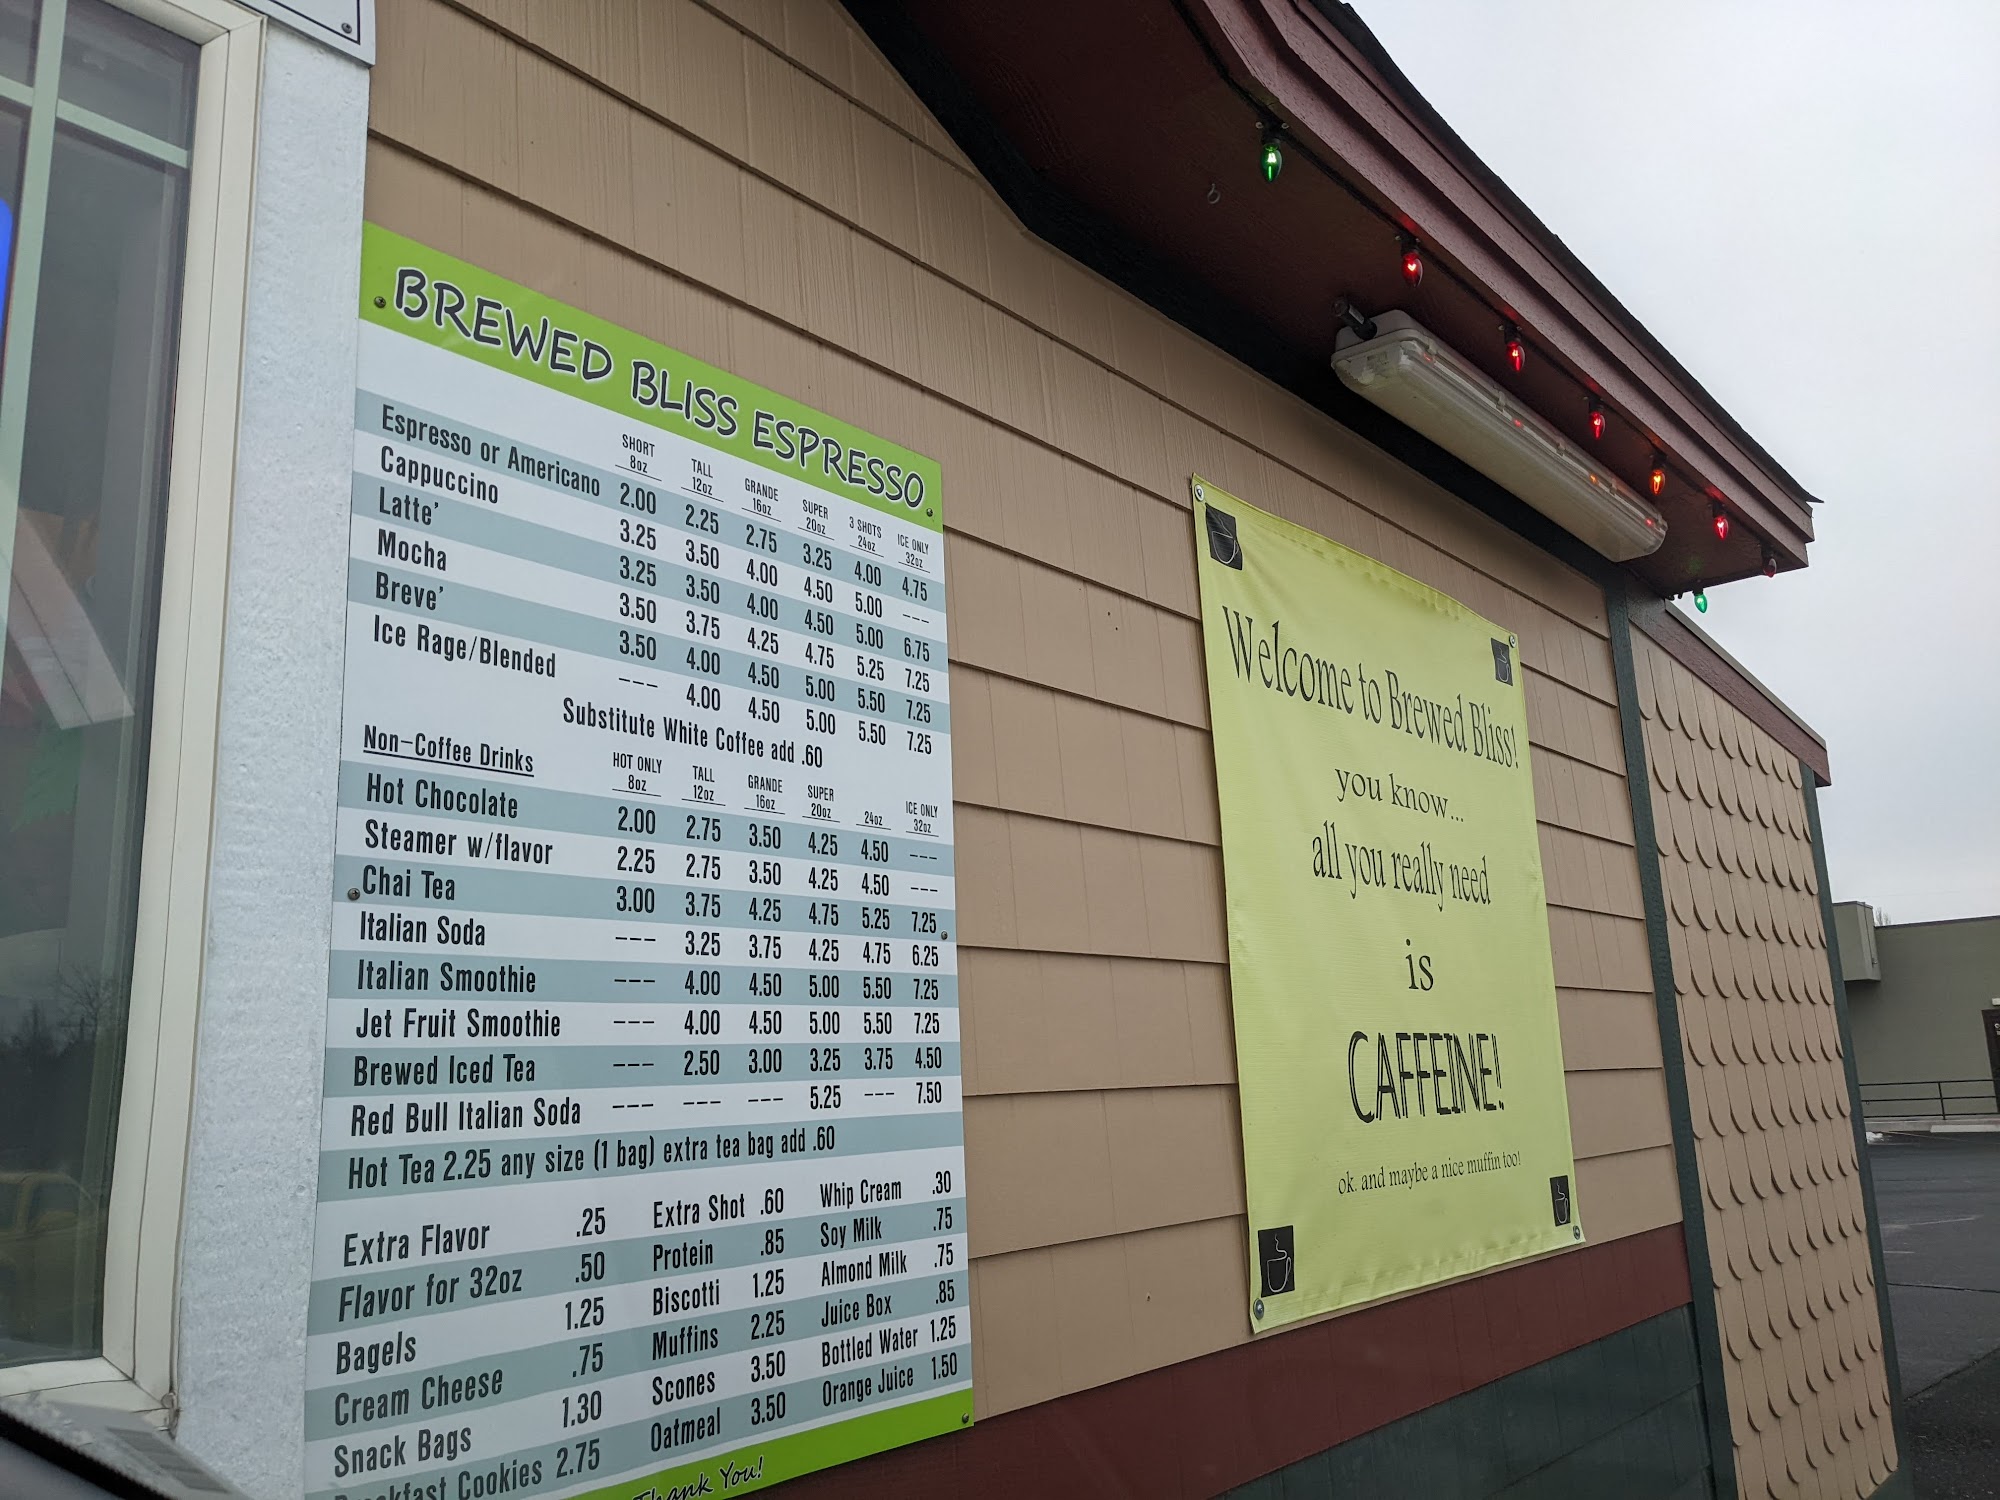 BREWED BLISS ESPRESSO
SHORT 8oz TALL 12oz GRANDE 16oz SUPER 20oz 3 SHOTS 24oz ICE ONLY 32oz
Espresso or Americano 2.00 2.25 2.75 3.25 4.00 4.75
Cappuccino 3.25 3.50 4.00 4.50 5.00 ---
Latte' 3.25 3.50 4.00 4.50 5.00 6.75
Mocha 3.50 3.75 4.25 4.75 5.25 7.25
Breve' 3.50 4.00 4.50 5.00 5.50 7.25
Ice Rage/Blended --- 4.00 4.50 5.00 5.50 7.25
Substitute White Coffee add .60
Non-Coffee Drinks HOT ONLY 8oz TALL 12oz GRANDE 16oz SUPER 20oz 24oz ICE ONLY 32oz
Hot Chocolate 2.00 2.75 3.50 4.25 4.50 ---
Steamer w/flavor 2.25 2.75 3.50 4.25 4.50 ---
Chai Tea 3.00 3.75 4.25 4.75 5.25 7.25
Italian Soda --- 3.25 3.75 4.25 4.75 6.25
Italian Smoothie --- 4.00 4.50 5.00 5.50 7.25
Jet Fruit Smoothie --- 4.00 4.50 5.00 5.50 7.25
Brewed Iced Tea --- 2.50 3.00 3.25 3.75 4.50
Red Bull Italian Soda --- --- --- 5.25 --- 7.50
Hot Tea 2.25 any size (1 bag) extra tea bag add .60
Extra Flavor .25 Extra Shot .60 Whip Cream .30
Flavor for 32oz .50 Protein .85 Soy Milk .75
Bagels 1.25 Biscotti 1.25 Almond Milk .75
Cream Cheese .75 Muffins 2.25 Juice Box .85
Snack Bags 1.30 Scones 3.50 Bottled Water 1.25
Breakfast Cookies 2.75 Oatmeal 3.50 Orange Juice 1.50
Thank You!
Welcome to Brewed Bliss!
you know...
all you really need
is
CAFFEINE!
ok. and maybe a nice muffin too!